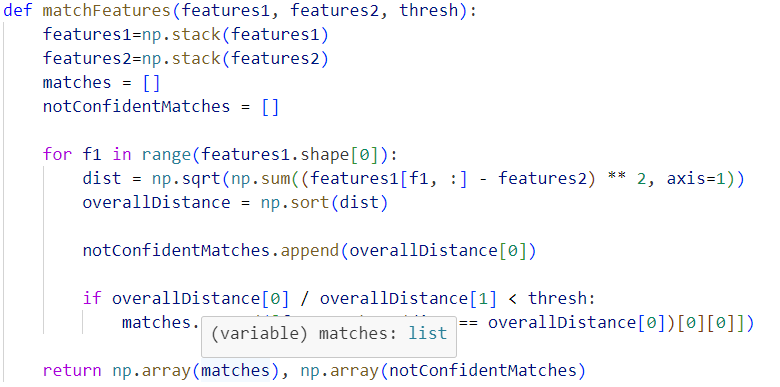 def matchFeatures(features1, features2, thresh):
    features1=np.stack(features1)
    features2=np.stack(features2)
    matches = []
    notConfidentMatches = []

    for f1 in range(features1.shape[0]):
        dist = np.sqrt(np.sum((features1[f1, :] - features2) ** 2, axis=1))
        overallDistance = np.sort(dist)

        notConfidentMatches.append(overallDistance[0])

        if overallDistance[0] / overallDistance[1] < thresh:
            matches. == overallDistance[0])[0][0]])
(variable) matches: list
    return np.array(matches), np.array(notConfidentMatches)